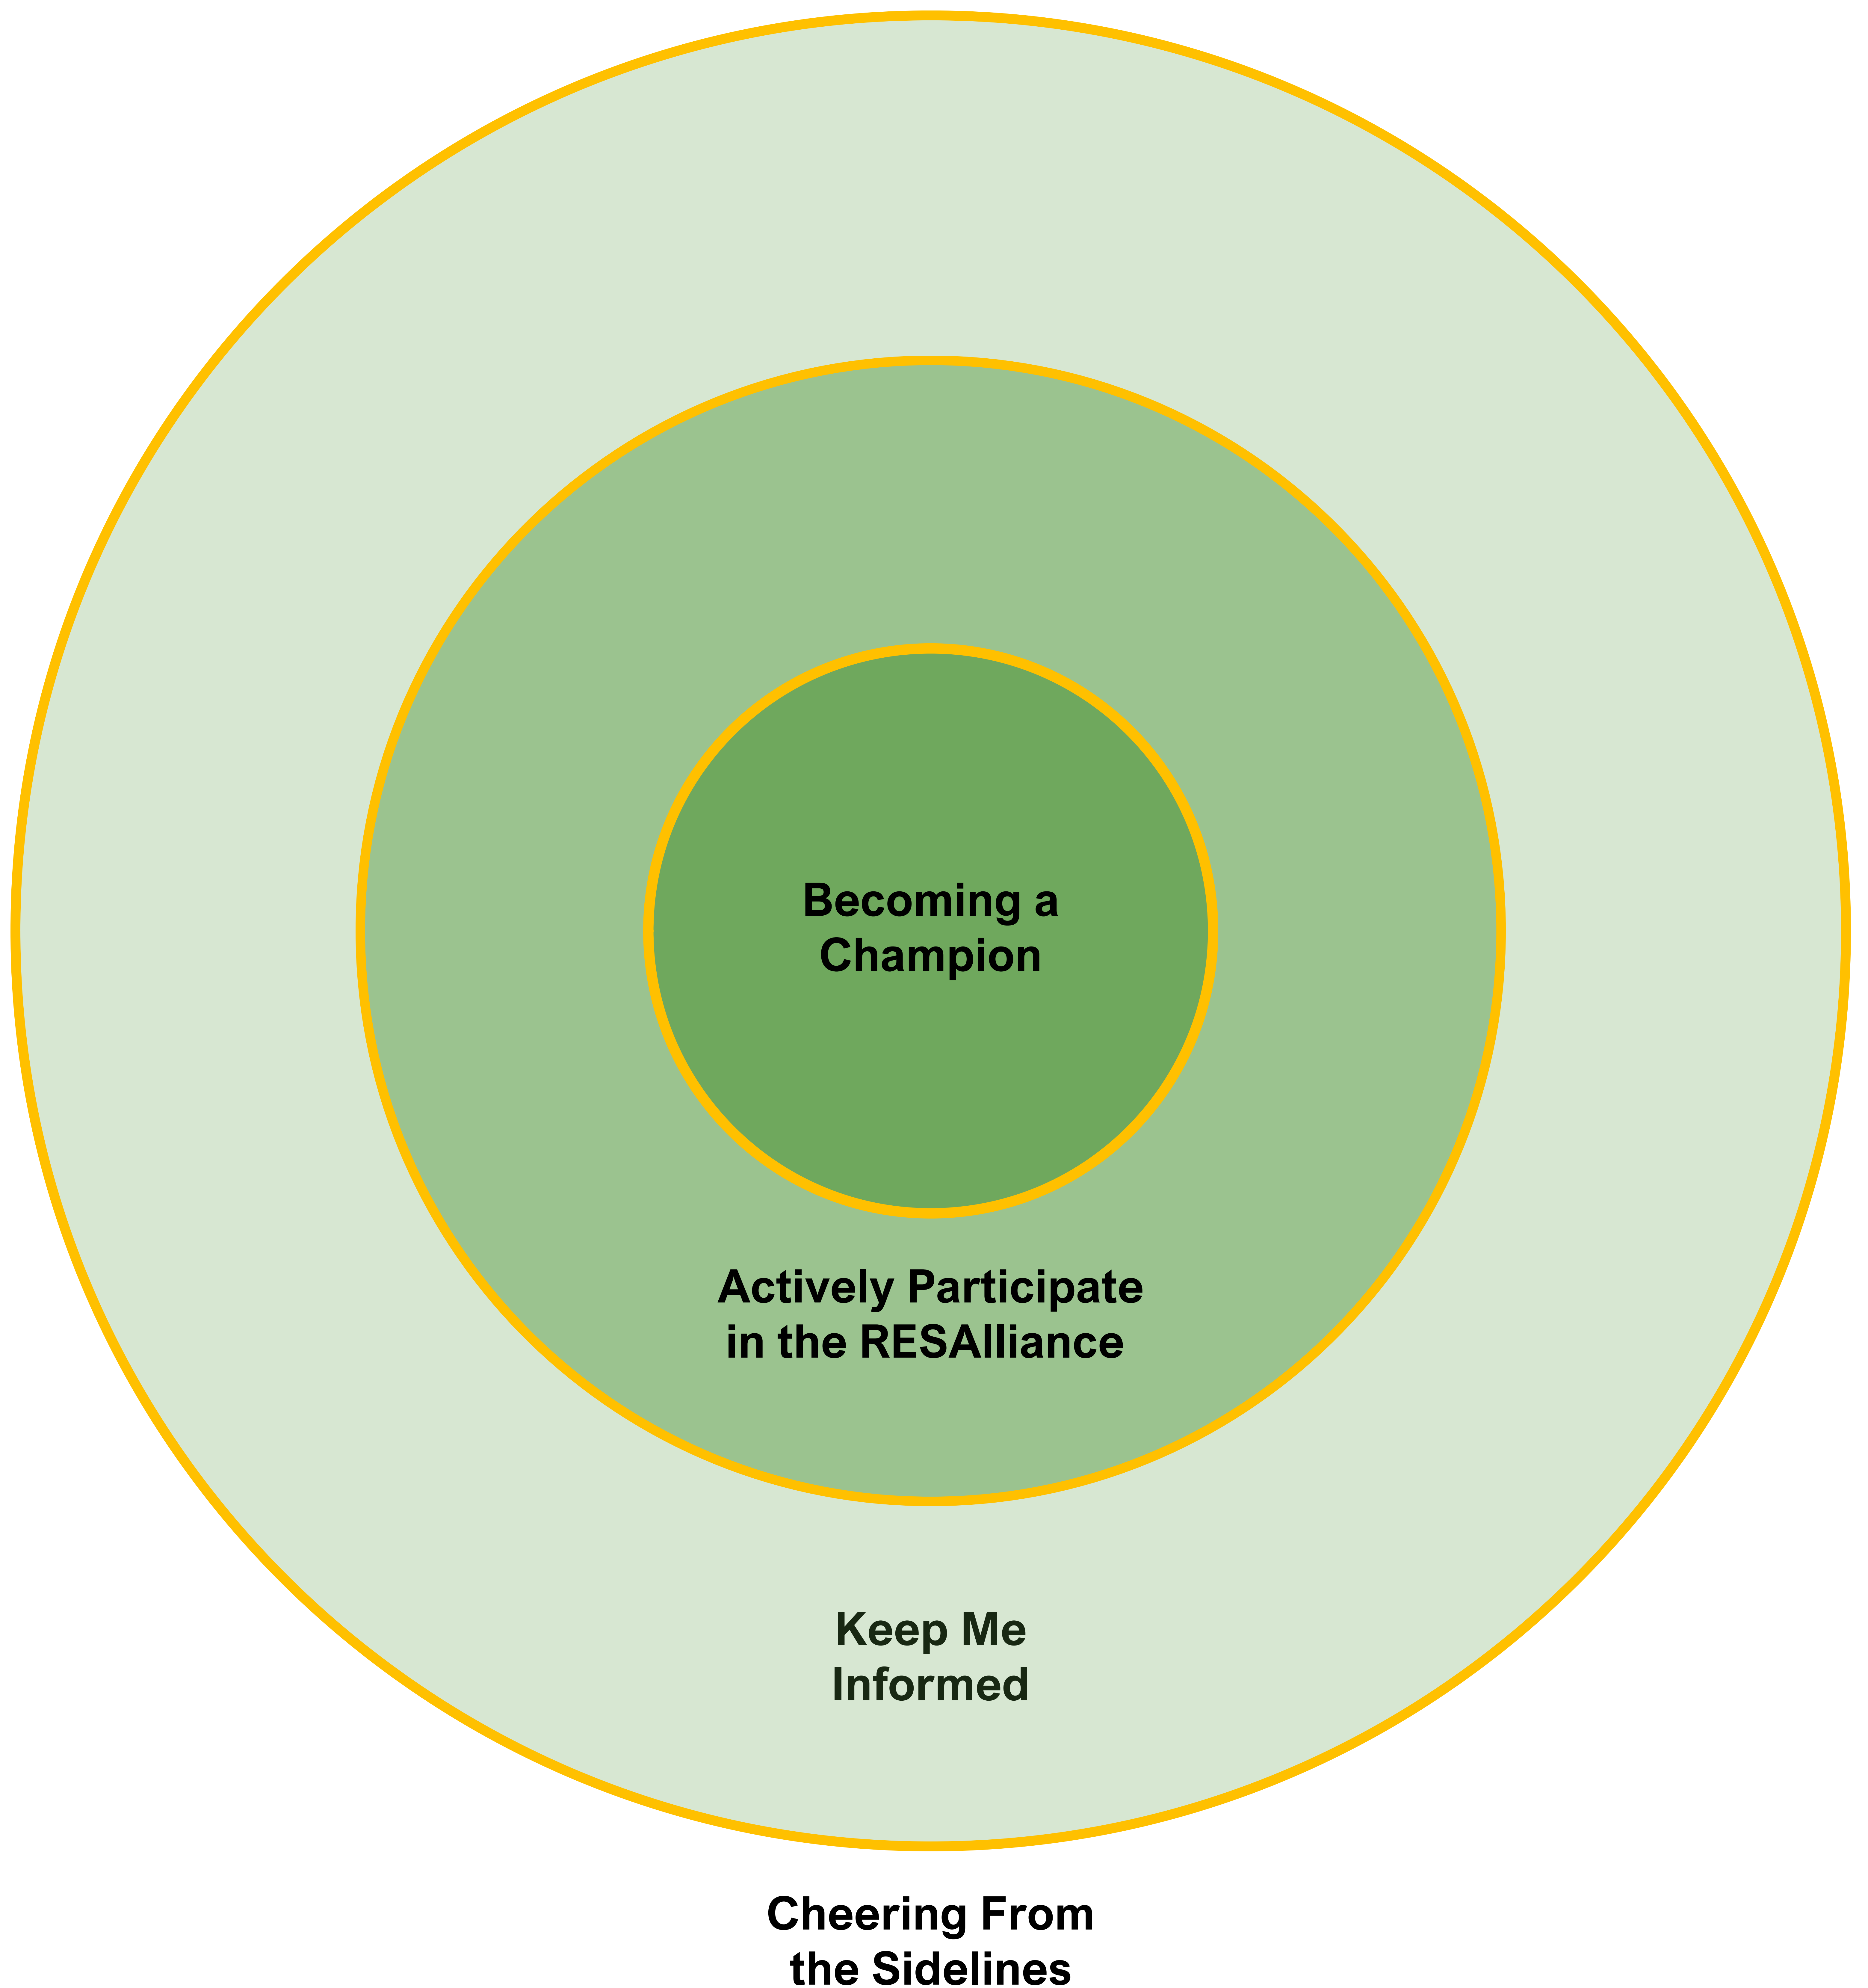 Becoming a
Champion
Actively Participate
in the RESAlliance
Keep Me
Informed
Cheering From
the Sidelines